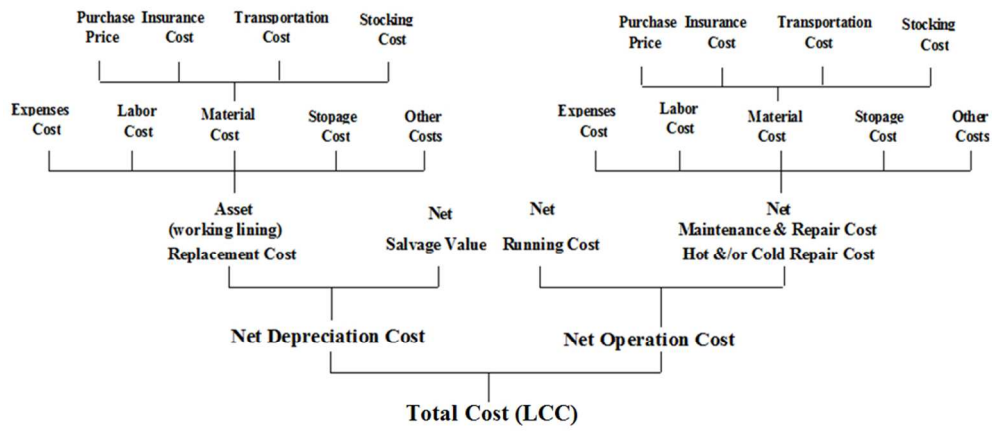 Purchase Price
Insurance Cost
Transportation Cost
Stocking Cost
Purchase Price
Insurance Cost
Transportation Cost
Stocking Cost
Expenses Cost
Labor Cost
Material Cost
Stopage Cost
Other Costs
Expenses Cost
Labor Cost
Material Cost
Stopage Cost
Other Costs
Asset
(working lining)
Replacement Cost
Net
Salvage Value
Net
Running Cost
Net
Maintenance & Repair Cost
Hot &/or Cold Repair Cost
Net Depreciation Cost
Net Operation Cost
Total Cost (LCC)